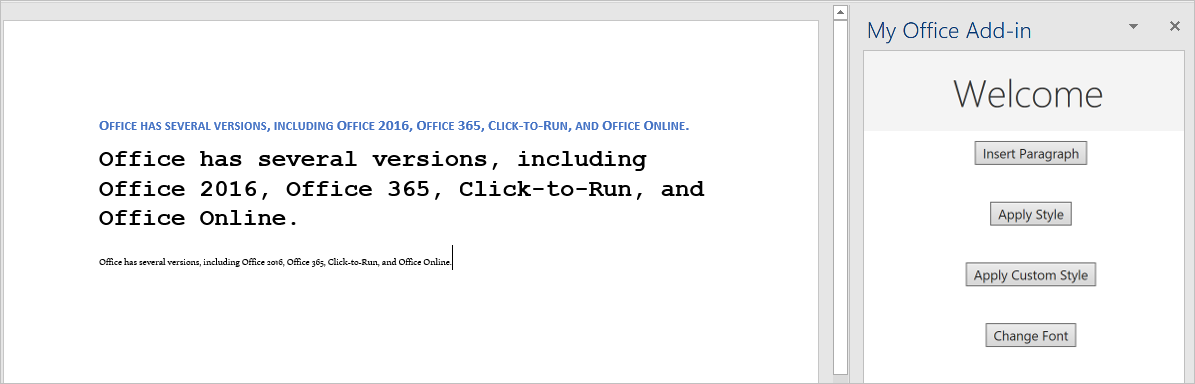 Office has several versions, including Office 2016, Office 365, Click-to-Run, and Office Online.
Office has several versions, including
Office 2016, Office 365, Click-to-Run, and
Office Online.
Office has several versions, including Office 2016, Office 365, Click-to-Run, and Office Online.
My Office Add-in
Welcome
Insert Paragraph
Apply Style
Apply Custom Style
Change Font